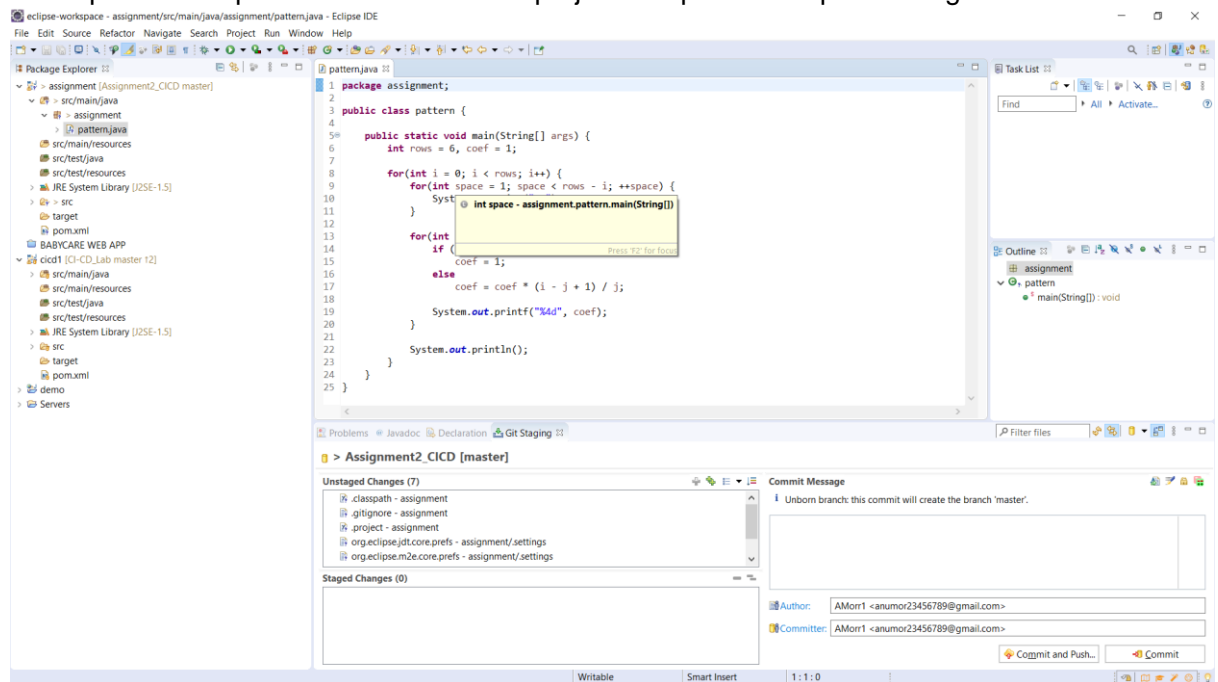 eclipse-workspace - assignment/src/main/java/assignment/pattern.java - Eclipse IDE
File Edit Source Refactor Navigate Search Project Run Window Help
Package Explorer
> assignment [Assignment2_CICD master]
> src/main/java
> assignment
pattern.java
src/main/resources
src/test/java
src/test/resources
JRE System Library [J2SE-1.5]
> src
target
pom.xml
BABYCARE WEB APP
cicd1 [CI-CD_Lab master ↑2]
src/main/java
src/main/resources
src/test/java
src/test/resources
JRE System Library [J2SE-1.5]
src
target
pom.xml
demo
Servers
pattern.java
1 package assignment;
2
3 public class pattern {
4
5 public static void main(String[] args) {
6 int rows = 6, coef = 1;
7
8 for(int i = 0; i < rows; i++) {
9 for(int space = 1; space < rows - i; ++space) {
10 Syst
11 }
12
13 for(int
14 if (
15 coef = 1;
16 else
17 coef = coef * (i - j + 1) / j;
18
19 System.out.printf("%4d", coef);
20 }
21
22 System.out.println();
23 }
24 }
25 }
int space - assignment.pattern.main(String[])
Press 'F2' for focus
Task List
Find All Activate...
Outline
assignment
pattern
main(String[]) : void
Problems Javadoc Declaration Git Staging
Filter files
> Assignment2_CICD [master]
Unstaged Changes (7)
.classpath - assignment
.gitignore - assignment
.project - assignment
org.eclipse.jdt.core.prefs - assignment/.settings
org.eclipse.m2e.core.prefs - assignment/.settings
Staged Changes (0)
Commit Message
Unborn branch: this commit will create the branch 'master'.
Author: AMorr1 <anumor23456789@gmail.com>
Committer: AMorr1 <anumor23456789@gmail.com>
Commit and Push... Commit
Writable Smart Insert 1 : 1 : 0